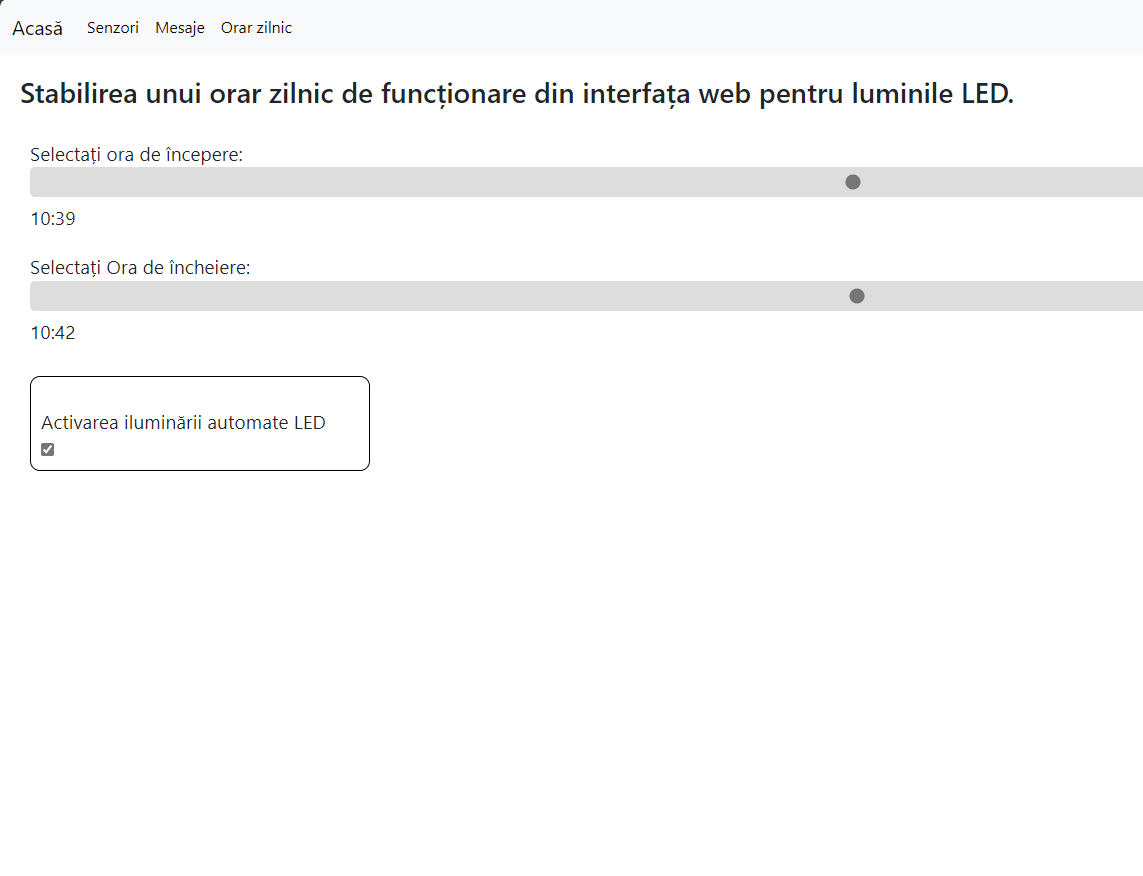 Acasă Senzori Mesaje Orar zilnic
Stabilirea unui orar zilnic de funcționare din interfața web pentru luminile LED.
Selectați ora de începere:
10:39
Selectați Ora de încheiere:
10:42
Activarea iluminării automate LED